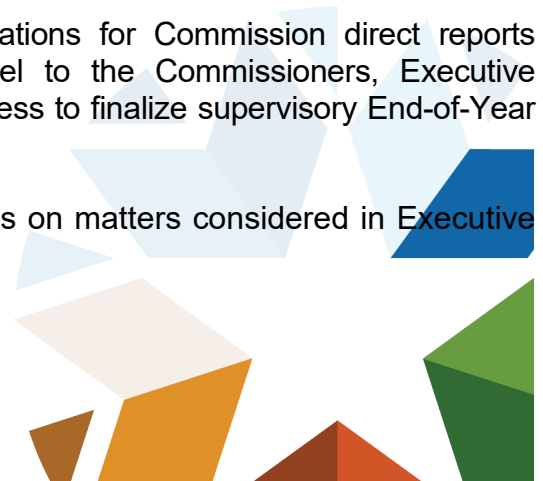 ations for Commission direct reports
el to the Commissioners, Executive
ess to finalize supervisory End-of-Year
s on matters considered in Executive